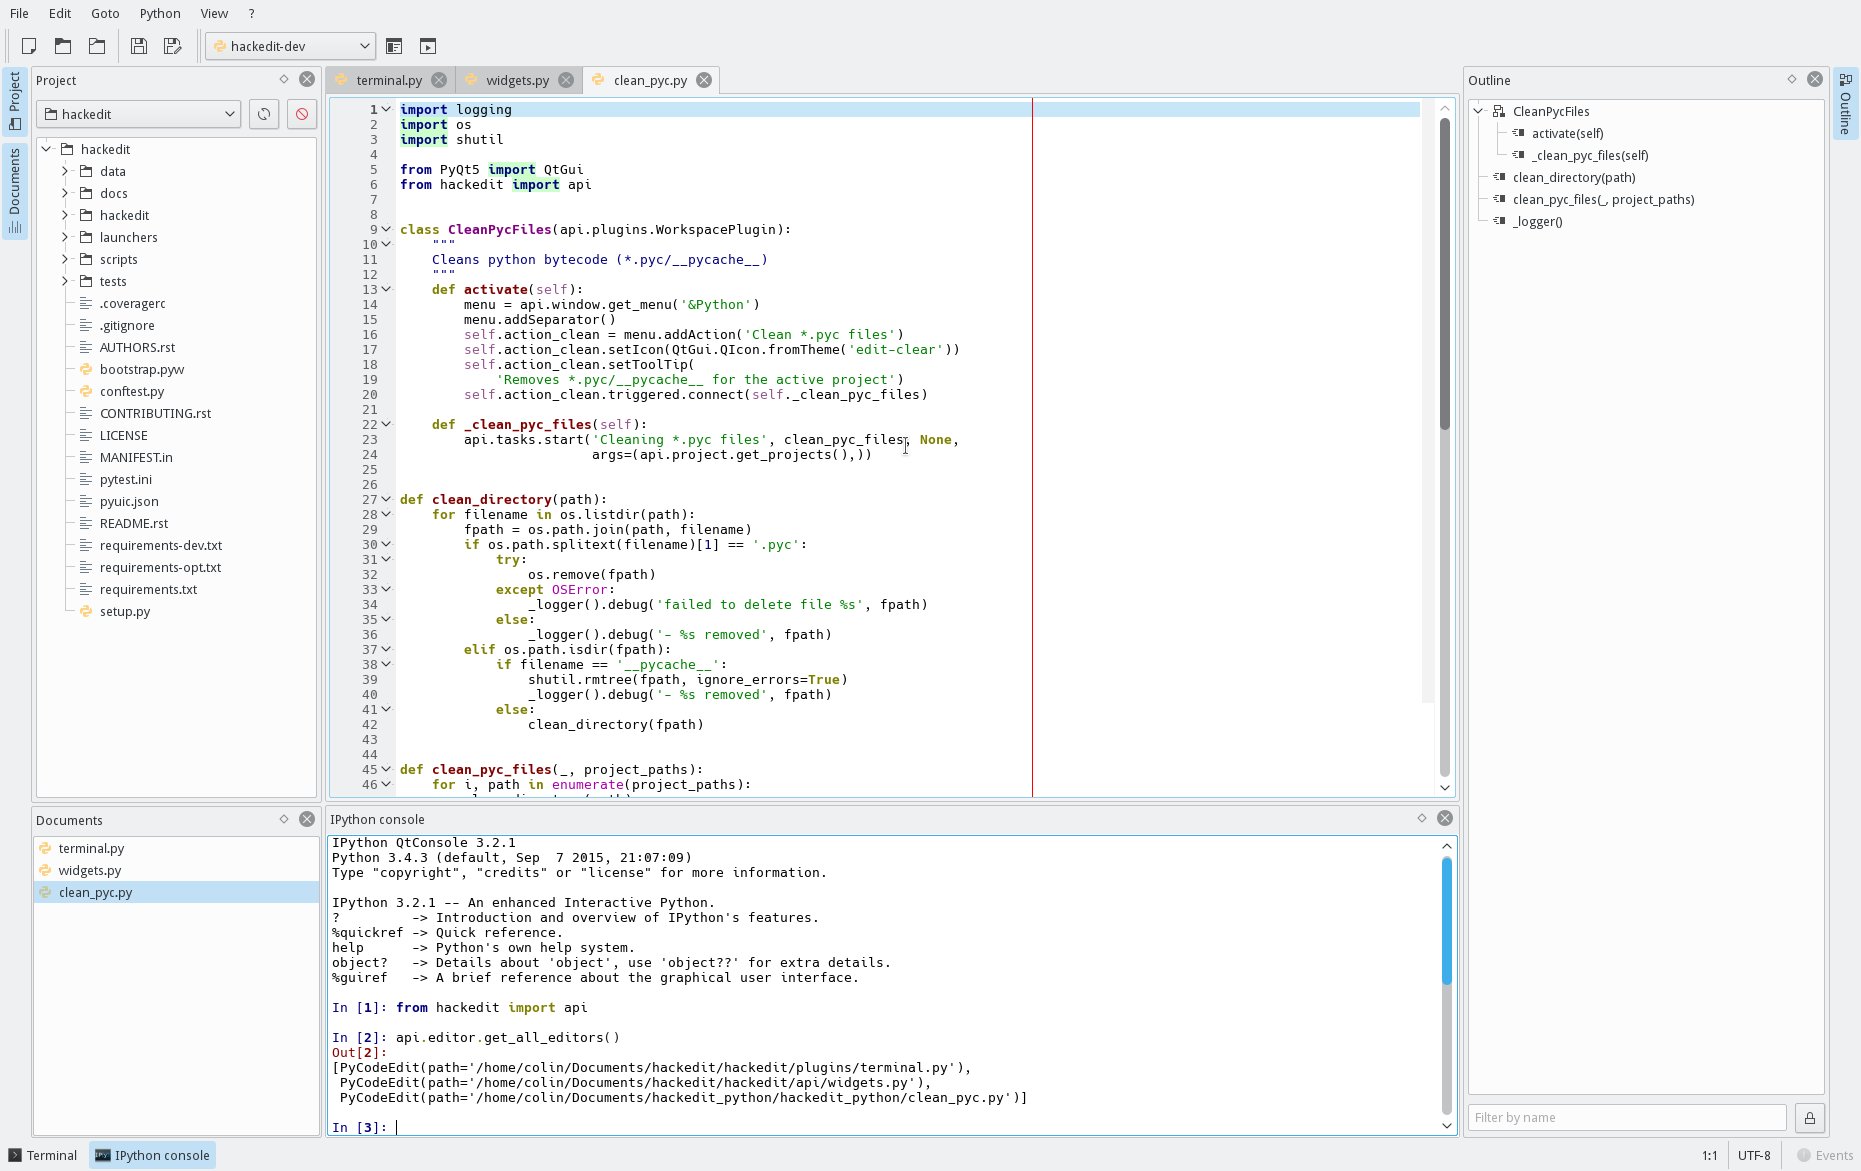 File Edit Goto Python View ?
hackedit-dev
Project
Documents
Project
hackedit
hackedit
data
docs
hackedit
launchers
scripts
tests
.coveragerc
.gitignore
AUTHORS.rst
bootstrap.pyw
conftest.py
CONTRIBUTING.rst
LICENSE
MANIFEST.in
pytest.ini
pyuic.json
README.rst
requirements-dev.txt
requirements-opt.txt
requirements.txt
setup.py
Documents
terminal.py
widgets.py
clean_pyc.py
terminal.py widgets.py clean_pyc.py
1 import logging
2 import os
3 import shutil
4
5 from PyQt5 import QtGui
6 from hackedit import api
7
8
9 class CleanPycFiles(api.plugins.WorkspacePlugin):
10     """
11     Cleans python bytecode (*.pyc/__pycache__)
12     """
13     def activate(self):
14         menu = api.window.get_menu('&Python')
15         menu.addSeparator()
16         self.action_clean = menu.addAction('Clean *.pyc files')
17         self.action_clean.setIcon(QtGui.QIcon.fromTheme('edit-clear'))
18         self.action_clean.setToolTip(
19             'Removes *.pyc/__pycache__ for the active project')
20         self.action_clean.triggered.connect(self._clean_pyc_files)
21
22     def _clean_pyc_files(self):
23         api.tasks.start('Cleaning *.pyc files', clean_pyc_files, None,
24                         args=(api.project.get_projects(),))
25
26
27 def clean_directory(path):
28     for filename in os.listdir(path):
29         fpath = os.path.join(path, filename)
30         if os.path.splitext(filename)[1] == '.pyc':
31             try:
32                 os.remove(fpath)
33             except OSError:
34                 _logger().debug('failed to delete file %s', fpath)
35             else:
36                 _logger().debug('- %s removed', fpath)
37         elif os.path.isdir(fpath):
38             if filename == '__pycache__':
39                 shutil.rmtree(fpath, ignore_errors=True)
40                 _logger().debug('- %s removed', fpath)
41             else:
42                 clean_directory(fpath)
43
44
45 def clean_pyc_files(_, project_paths):
46     for i, path in enumerate(project_paths):
IPython console
IPython QtConsole 3.2.1
Python 3.4.3 (default, Sep  7 2015, 21:07:09)
Type "copyright", "credits" or "license" for more information.

IPython 3.2.1 -- An enhanced Interactive Python.
?         -> Introduction and overview of IPython's features.
%quickref -> Quick reference.
help      -> Python's own help system.
object?   -> Details about 'object', use 'object??' for extra details.
%guiref   -> A brief reference about the graphical user interface.

In [1]: from hackedit import api

In [2]: api.editor.get_all_editors()
Out[2]:
[PyCodeEdit(path='/home/colin/Documents/hackedit/hackedit/plugins/terminal.py'),
 PyCodeEdit(path='/home/colin/Documents/hackedit/hackedit/api/widgets.py'),
 PyCodeEdit(path='/home/colin/Documents/hackedit_python/hackedit_python/clean_pyc.py')]

In [3]:
Outline
CleanPycFiles
activate(self)
_clean_pyc_files(self)
clean_directory(path)
clean_pyc_files(_, project_paths)
_logger()
Filter by name
Outline
Terminal IPython console
1:1 UTF-8 Events